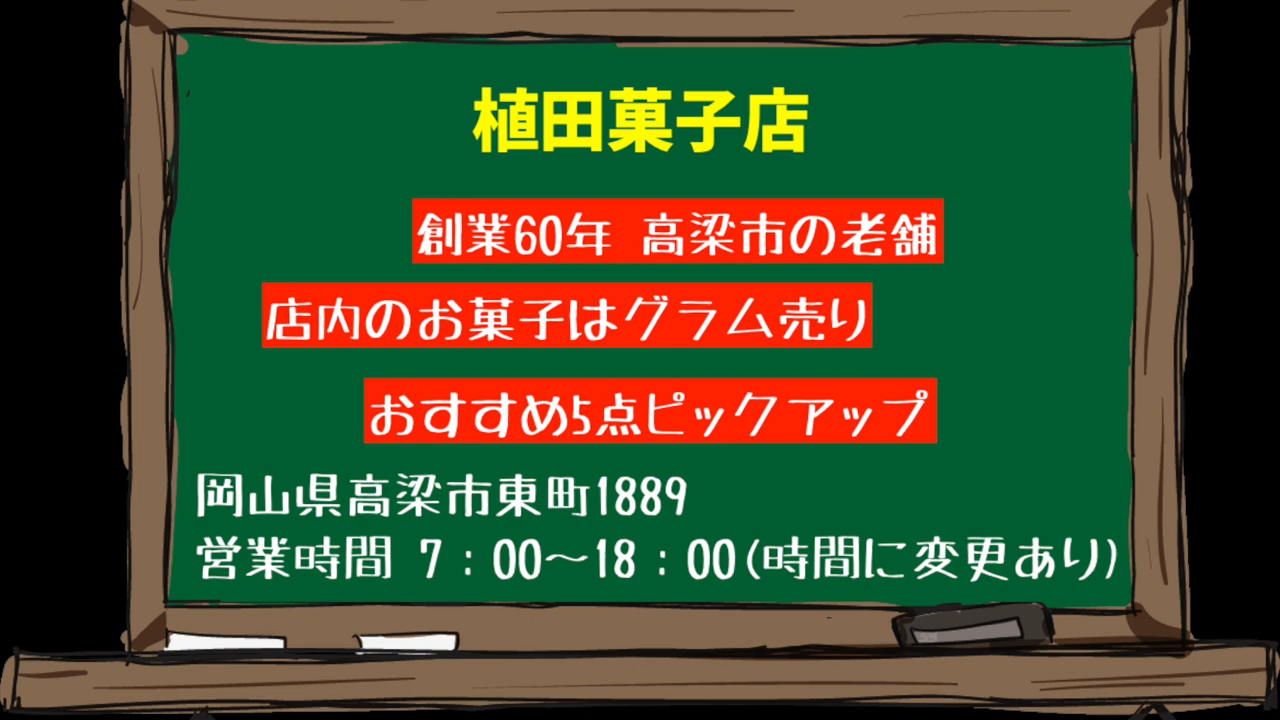 植田菓子店
創業60年 高梁市の老舗
店内のお菓子はグラム売り
おすすめ5点ピックアップ
岡山県高梁市東町1889
営業時間 7：00〜18：00(時間に変更あり)